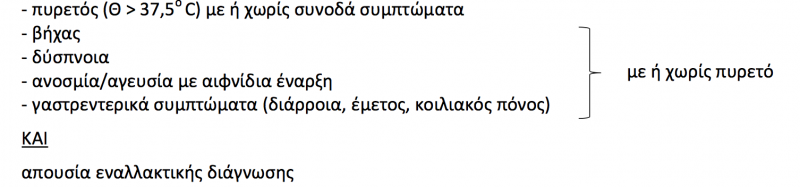 - πυρετός (Θ > 37,5° C) με ή χωρίς συνοδά συμπτώματα
- βήχας
- δύσπνοια
- ανοσμία/αγευσία με αιφνίδια έναρξη
- γαστρεντερικά συμπτώματα (διάρροια, έμετος, κοιλιακός πόνος)
με ή χωρίς πυρετό
ΚΑΙ
απουσία εναλλακτικής διάγνωσης